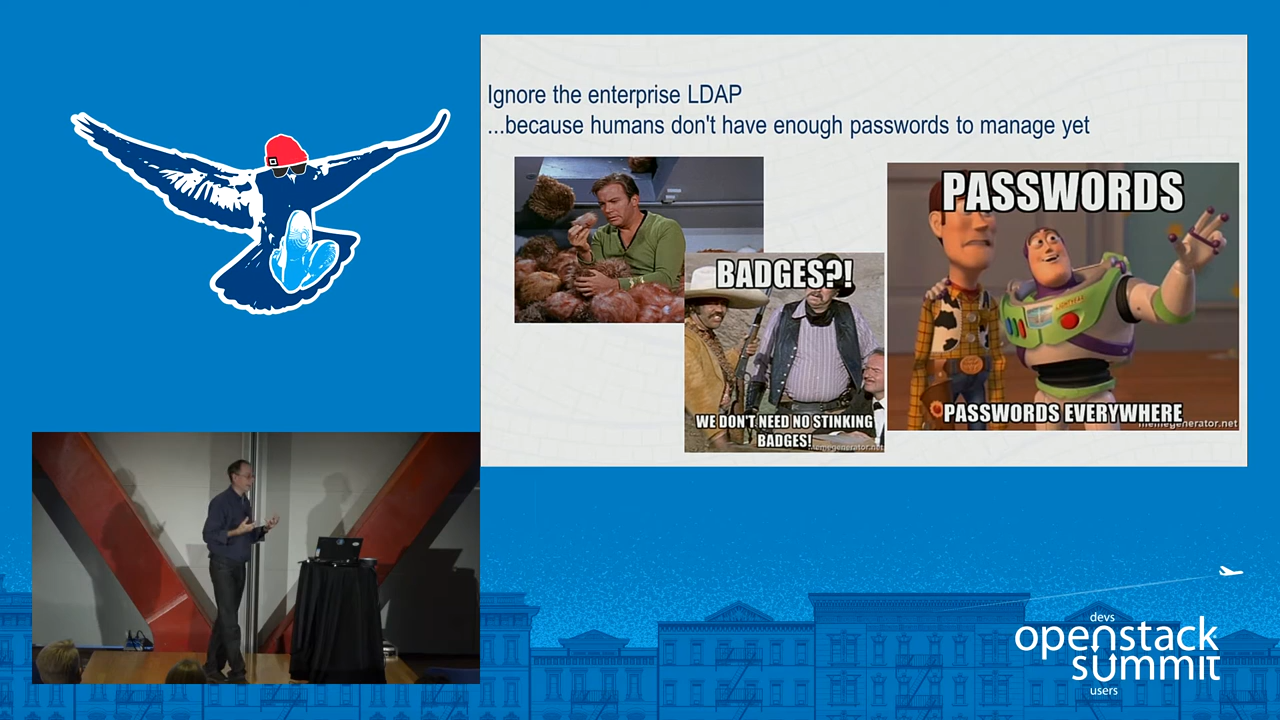 Ignore the enterprise LDAP
...because humans don't have enough passwords to manage yet
BADGES?!
WE DON'T NEED NO STINKING
BADGES!
memegenerator.net
PASSWORDS
PASSWORDS EVERYWHERE
memegenerator.net
devs
openstack
summit
users